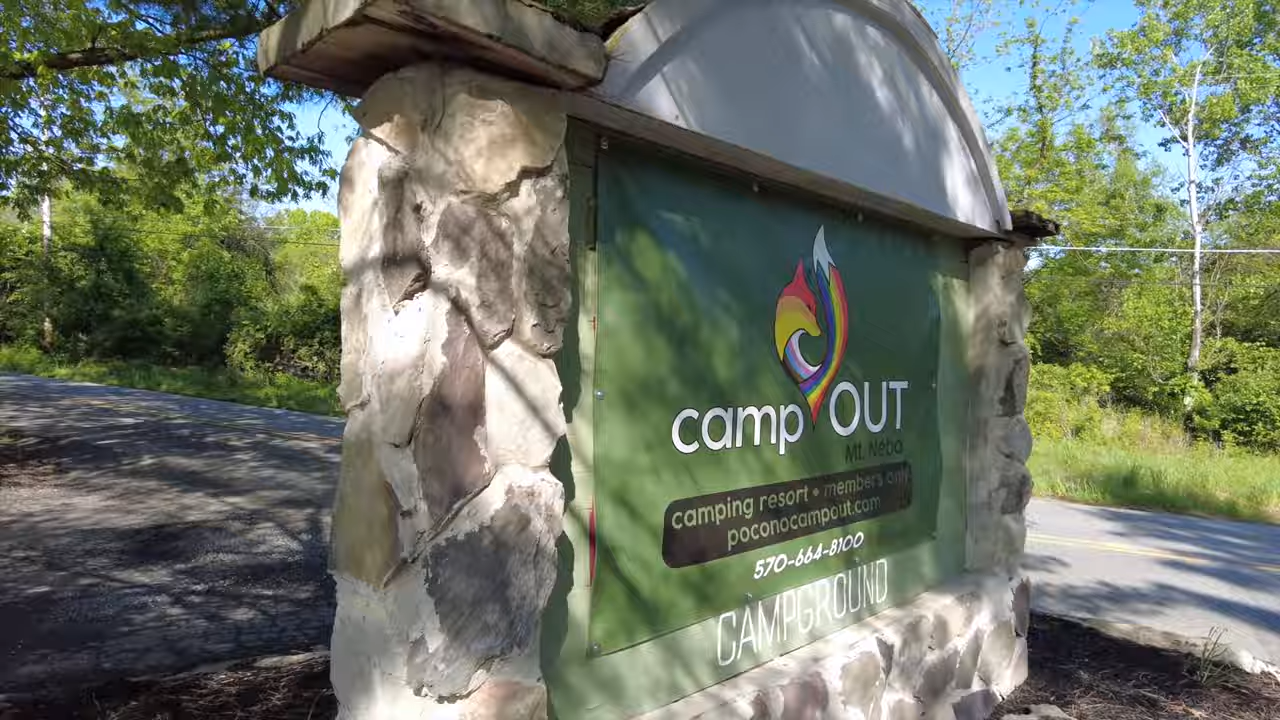 camp OUT
Mt. Nebo
camping resort • members only
poconocampout.com
570-664-8100
CAMPGROUND